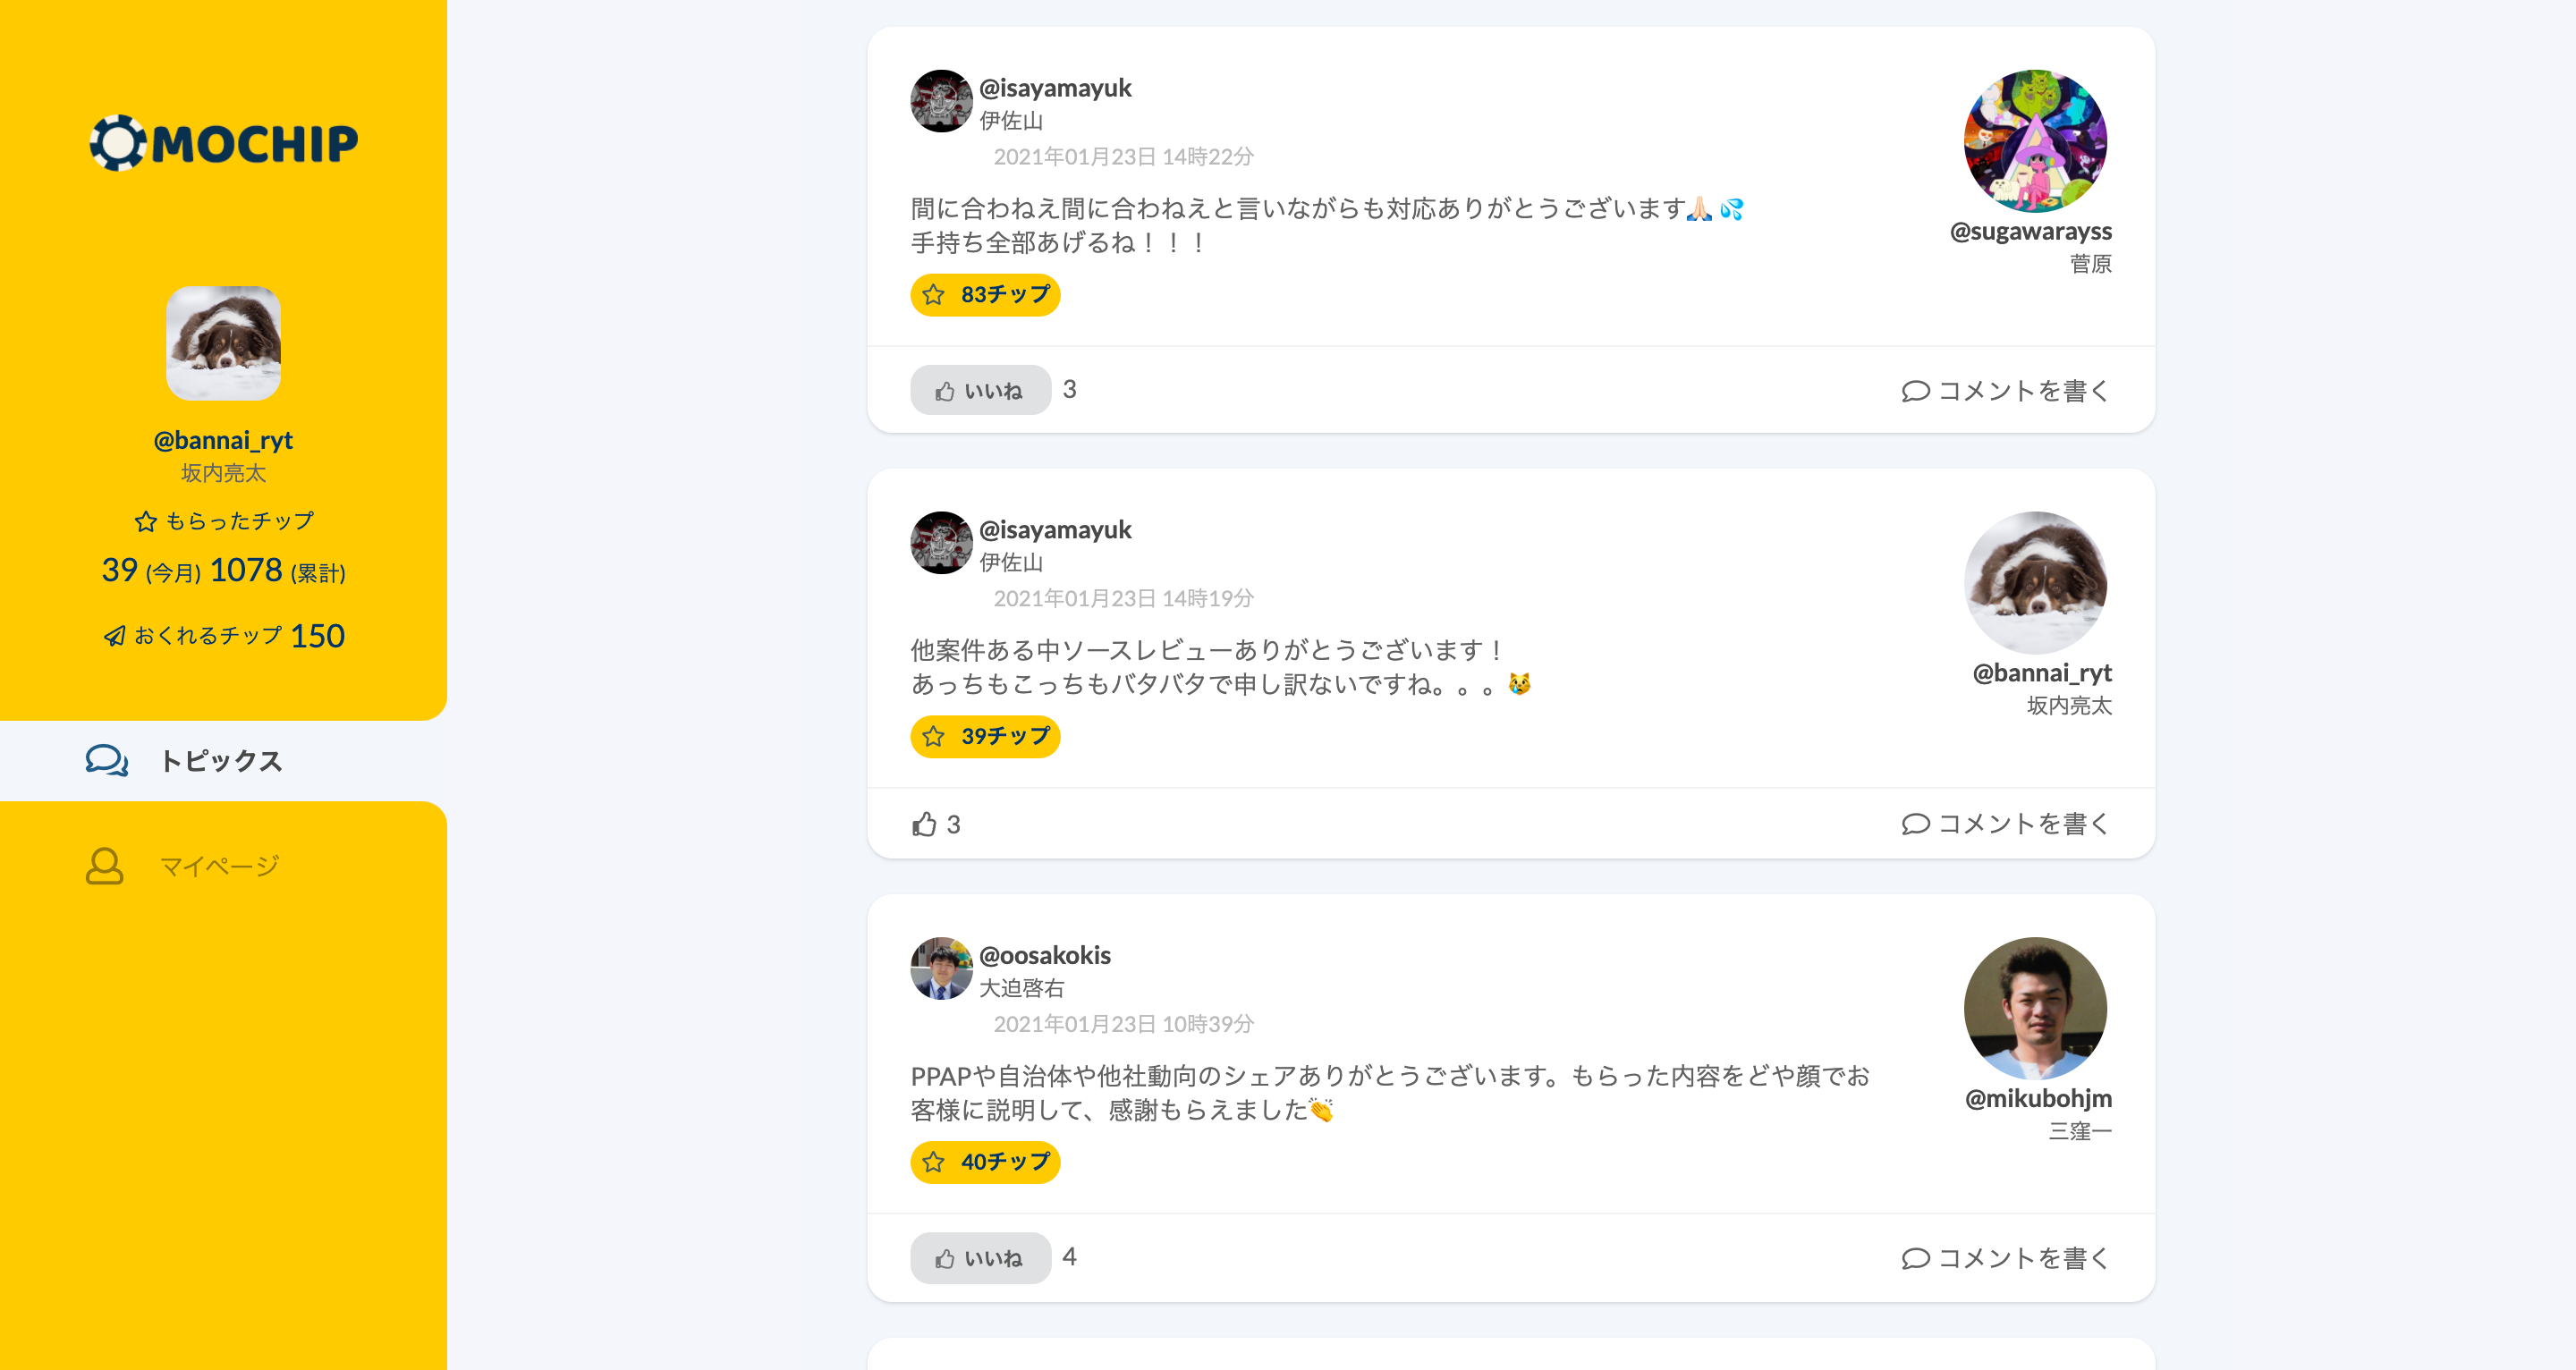 MOCHIP
@bannai_ryt
坂内亮太
もらったチップ
39 (今月) 1078 (累計)
おくれるチップ 150
トピックス
マイページ
@isayamayuk
伊佐山
2021年01月23日 14時22分
間に合わねえ間に合わねえと言いながらも対応ありがとうございます🙏🏻💦
手持ち全部あげるね！！！
83チップ
@sugawarayss
菅原
いいね 3
コメントを書く
@isayamayuk
伊佐山
2021年01月23日 14時19分
他案件ある中ソースレビューありがとうございます！
あっちもこっちもバタバタで申し訳ないですね。。。😿
39チップ
@bannai_ryt
坂内亮太
3
コメントを書く
@oosakokis
大迫啓右
2021年01月23日 10時39分
PPAPや自治体や他社動向のシェアありがとうございます。もらった内容をどや顔でお
客様に説明して、感謝もらえました👏
40チップ
@mikubohjm
三窪一
いいね 4
コメントを書く